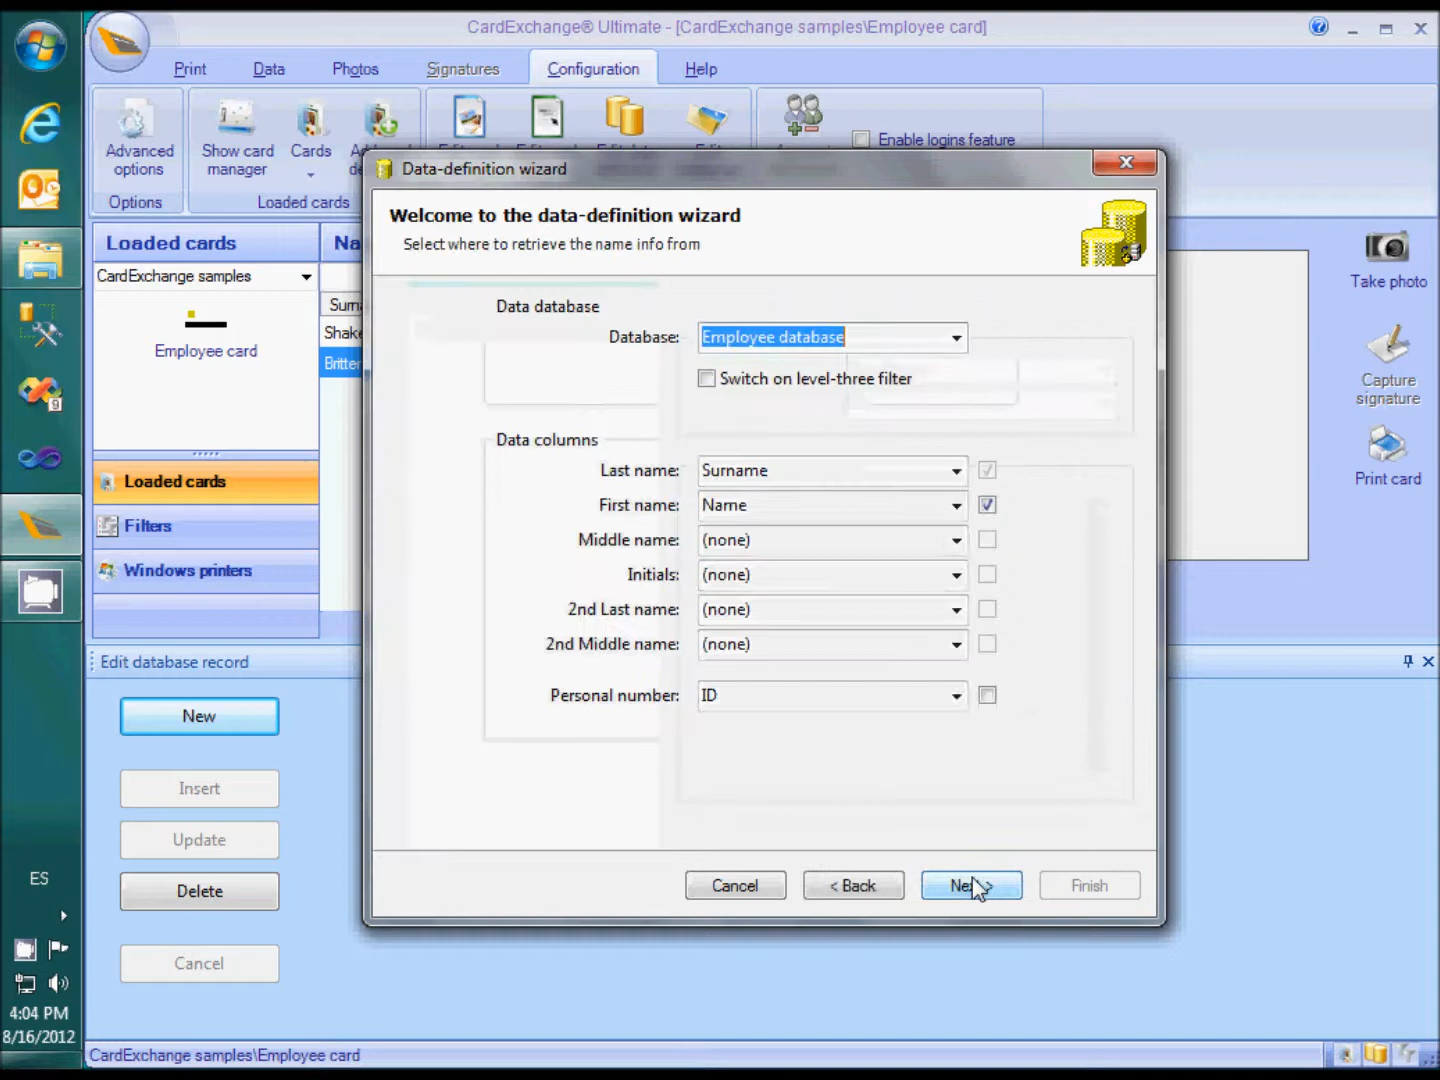 CardExchange® Ultimate - [CardExchange samples\Employee card]
Print Data Photos Signatures Configuration Help
Advanced options
Show card manager
Cards
Enable logins feature
Options
Loaded cards
Loaded cards
CardExchange samples
Employee card
Loaded cards
Filters
Windows printers
Data-definition wizard
Welcome to the data-definition wizard
Select where to retrieve the name info from
Data database
Database: Employee database
Switch on level-three filter
Data columns
Last name: Surname
First name: Name
Middle name: (none)
Initials: (none)
2nd Last name: (none)
2nd Middle name: (none)
Personal number: ID
Cancel < Back Finish
Take photo
Capture signature
Print card
Edit database record
New
Insert
Update
Delete
Cancel
9
ES
4:04 PM
8/16/2012
CardExchange samples\Employee card